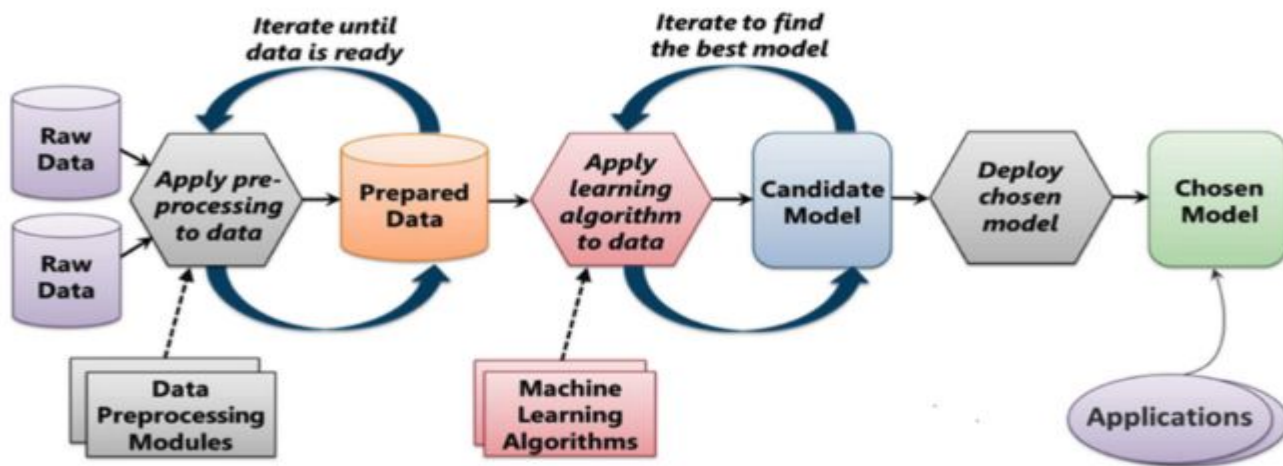 Iterate until
data is ready
Iterate to find
the best model
Raw
Data
Raw
Data
Apply pre-
processing
to data
Prepared
Data
Apply
learning
algorithm
to data
Candidate
Model
Deploy
chosen
model
Chosen
Model
Data
Preprocessing
Modules
Machine
Learning
Algorithms
Applications